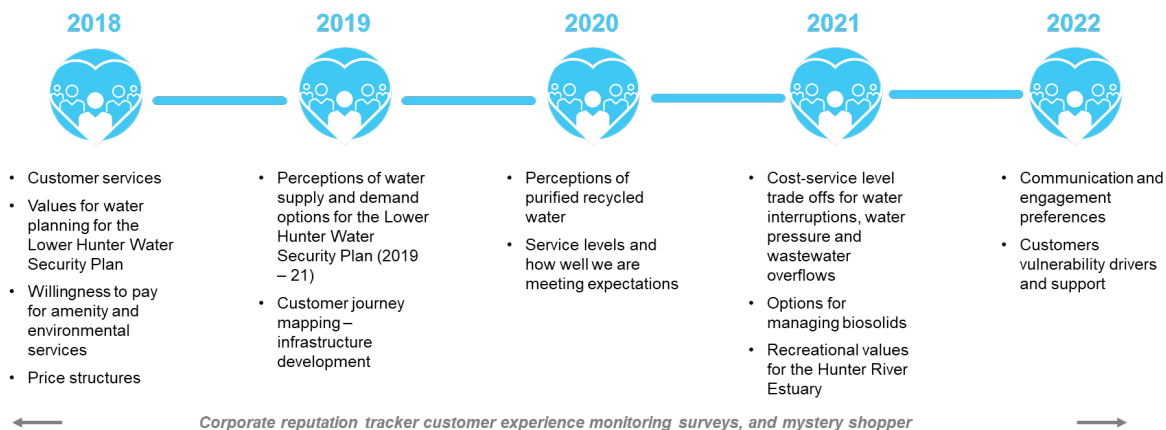 2018
2019
2020
2021
2022
• Customer services
• Values for water
planning for the
Lower Hunter Water
Security Plan
• Willingness to pay
for amenity and
environmental
services
• Price structures
• Perceptions of water
supply and demand
options for the Lower
Hunter Water
Security Plan (2019
– 21)
• Customer journey
mapping –
infrastructure
development
• Perceptions of
purified recycled
water
• Service levels and
how well we are
meeting expectations
• Cost-service level
trade offs for water
interruptions, water
pressure and
wastewater
overflows
• Options for
managing biosolids
• Recreational values
for the Hunter River
Estuary
• Communication and
engagement
preferences
• Customers
vulnerability drivers
and support
Corporate reputation tracker customer experience monitoring surveys, and mystery shopper